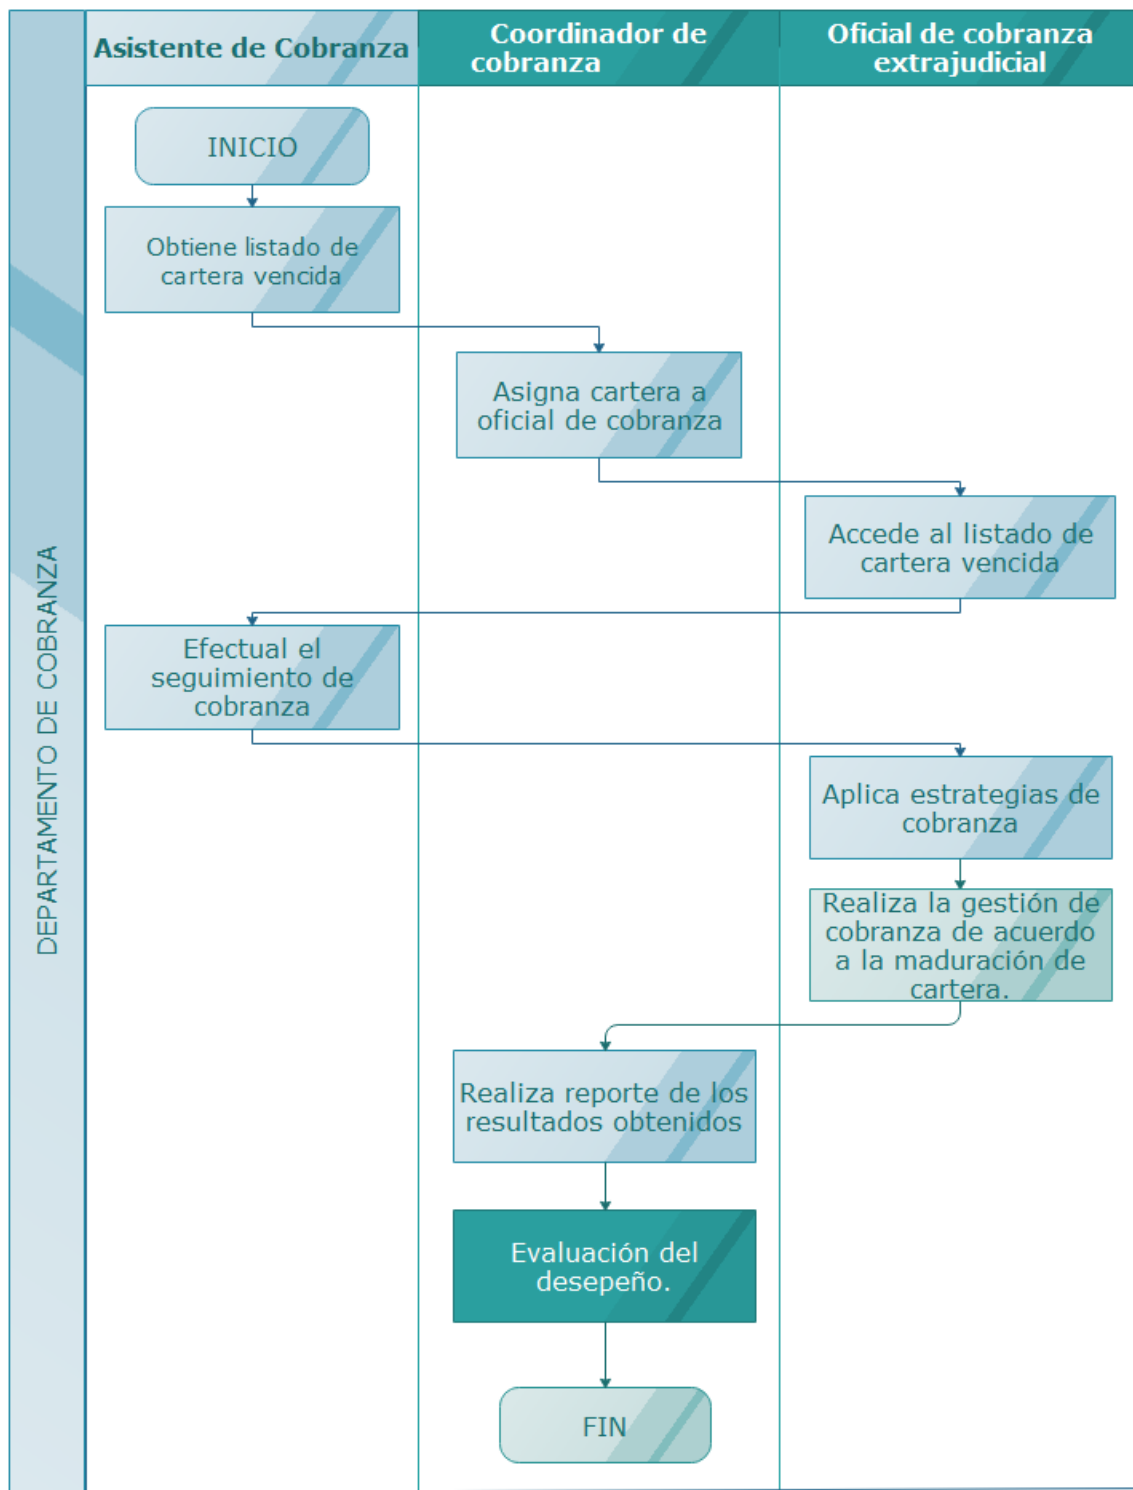 Asistente de Cobranza
Coordinador de
cobranza
Oficial de cobranza
extrajudicial
DEPARTAMENTO DE COBRANZA
INICIO
Obtiene listado de
cartera vencida
Asigna cartera a
oficial de cobranza
Accede al listado de
cartera vencida
Efectual el
seguimiento de
cobranza
Aplica estrategias de
cobranza
Realiza la gestión de
cobranza de acuerdo
a la maduración de
cartera.
Realiza reporte de los
resultados obtenidos
Evaluación del
desepeño.
FIN